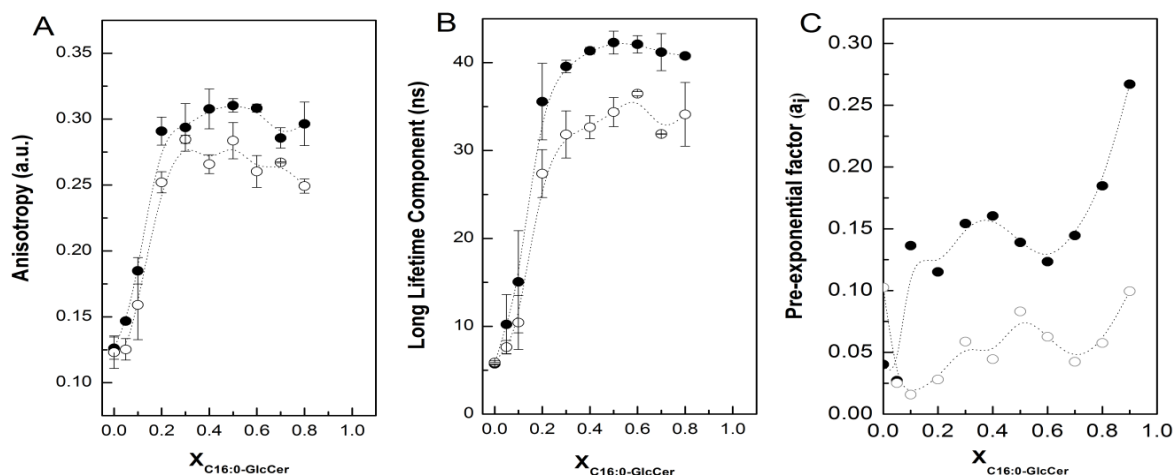 A
Anisotropy (a.u.)
0.35
0.30
0.25
0.20
0.15
0.10
0.0 0.2 0.4 0.6 0.8 1.0
X C16:0-GlcCer
B
Long Lifetime Component (ns)
40
30
20
10
0
0.0 0.2 0.4 0.6 0.8 1.0
X C16:0-GlcCer
C
Pre-exponential factor (ai)
0.30
0.25
0.20
0.15
0.10
0.05
0.00
0.0 0.2 0.4 0.6 0.8 1.0
X C16:0-GlcCer